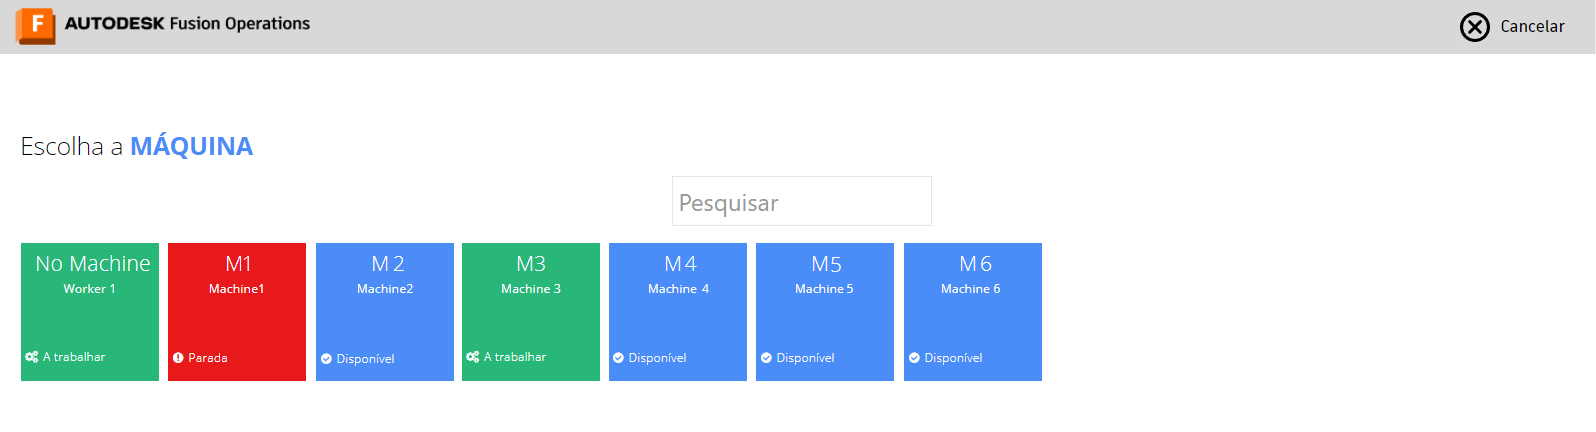 F AUTODESK Fusion Operations
Cancelar
Escolha a MÁQUINA
Pesquisar
No Machine
Worker 1
A trabalhar
M1
Machine1
Parada
M 2
Machine2
Disponível
M3
Machine 3
A trabalhar
M 4
Machine 4
Disponível
M5
Machine 5
Disponível
M 6
Machine 6
Disponível